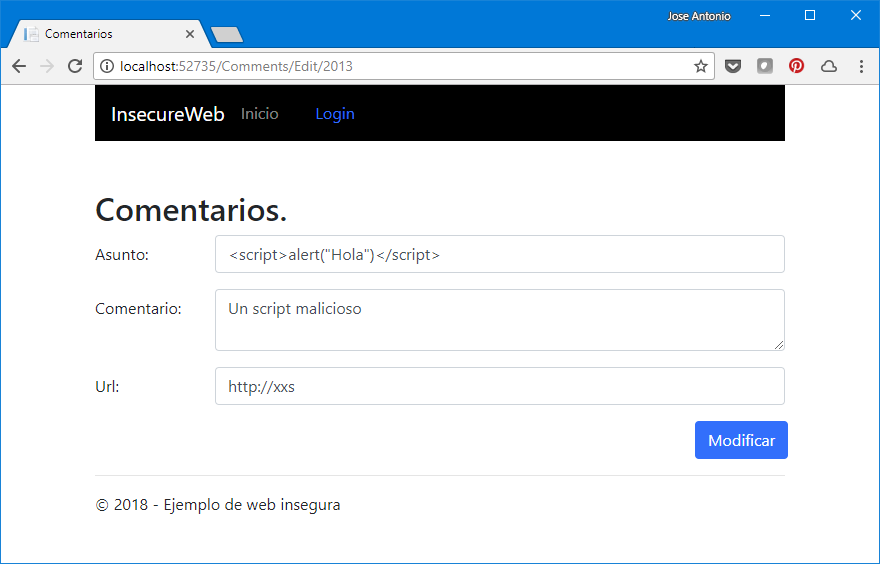 Jose Antonio
Comentarios
localhost:52735/Comments/Edit/2013
InsecureWeb Inicio Login
Comentarios.
Asunto: <script>alert("Hola")</script>
Comentario: Un script malicioso
Url: http://xxs
Modificar
© 2018 - Ejemplo de web insegura